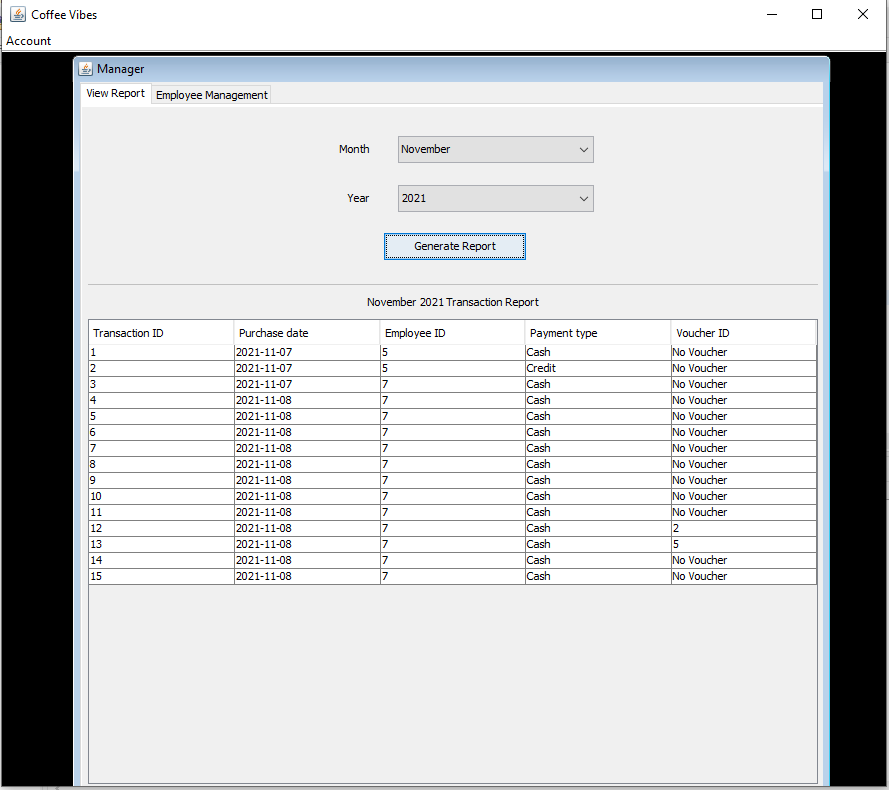 Coffee Vibes
Account
Manager
View Report Employee Management
Month November
Year 2021
Generate Report
November 2021 Transaction Report
Transaction ID Purchase date Employee ID Payment type Voucher ID
1 2021-11-07 5 Cash No Voucher
2 2021-11-07 5 Credit No Voucher
3 2021-11-07 7 Cash No Voucher
4 2021-11-08 7 Cash No Voucher
5 2021-11-08 7 Cash No Voucher
6 2021-11-08 7 Cash No Voucher
7 2021-11-08 7 Cash No Voucher
8 2021-11-08 7 Cash No Voucher
9 2021-11-08 7 Cash No Voucher
10 2021-11-08 7 Cash No Voucher
11 2021-11-08 7 Cash No Voucher
12 2021-11-08 7 Cash 2
13 2021-11-08 7 Cash 5
14 2021-11-08 7 Cash No Voucher
15 2021-11-08 7 Cash No Voucher